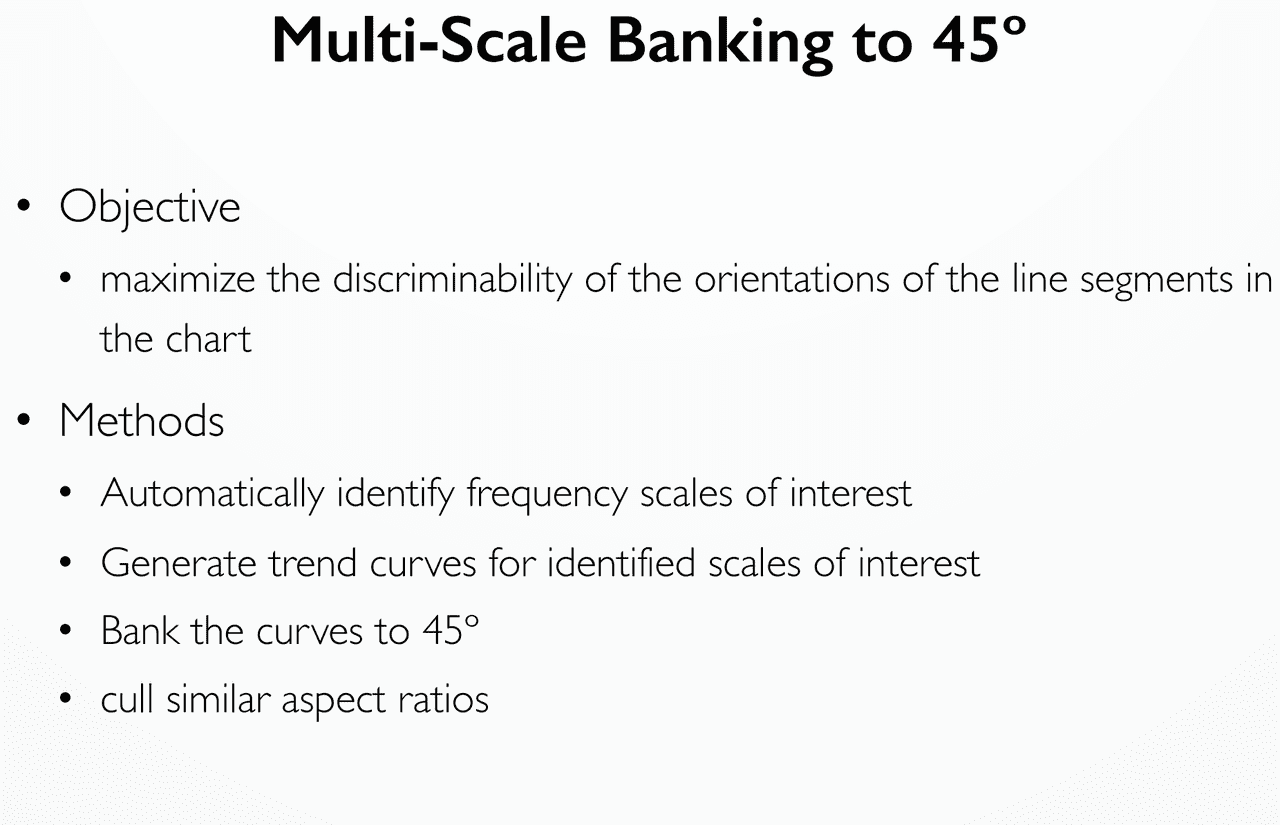 Multi-Scale Banking to 45º
• Objective
• maximize the discriminability of the orientations of the line segments in
the chart
• Methods
• Automatically identify frequency scales of interest
• Generate trend curves for identified scales of interest
• Bank the curves to 45º
• cull similar aspect ratios